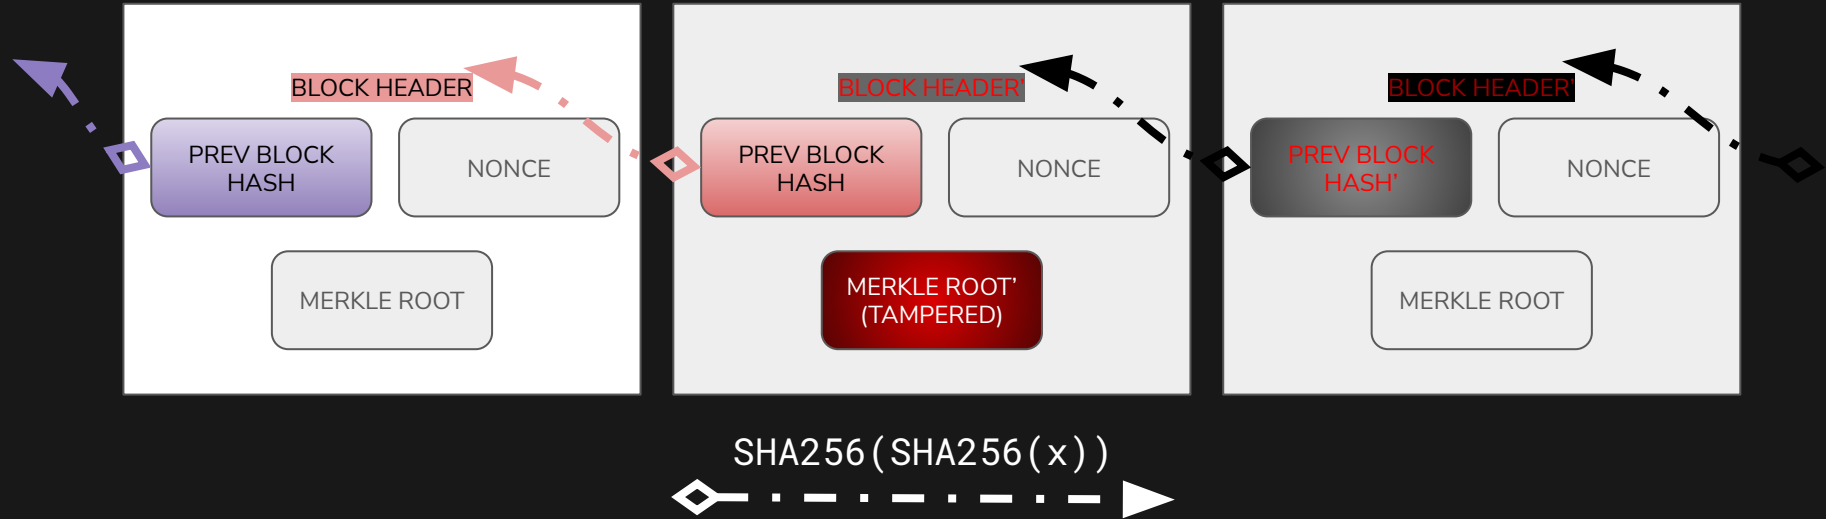 BLOCK HEADER
PREV BLOCK
HASH
NONCE
MERKLE ROOT
BLOCK HEADER’
PREV BLOCK
HASH
NONCE
MERKLE ROOT’
(TAMPERED)
BLOCK HEADER’
PREV BLOCK
HASH’
NONCE
MERKLE ROOT
SHA256(SHA256(x))